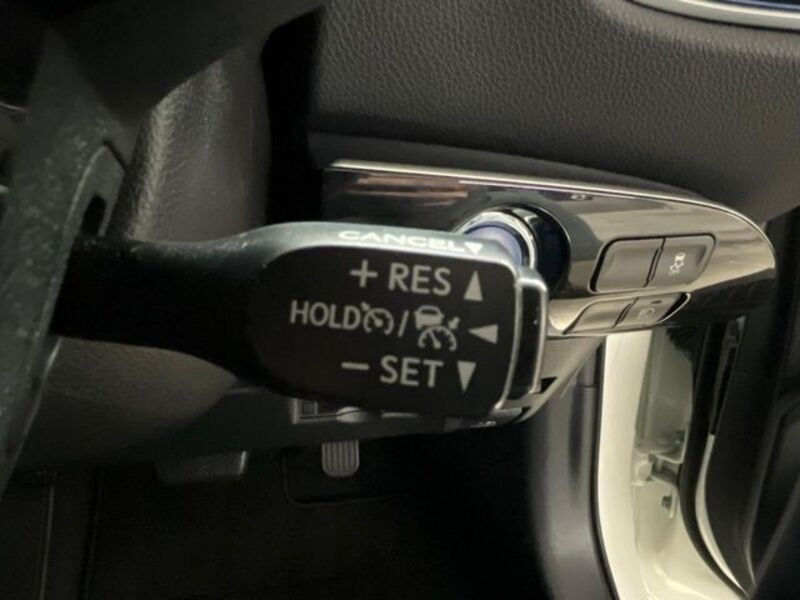 CANCEL
+ RES
HOLD /
− SET